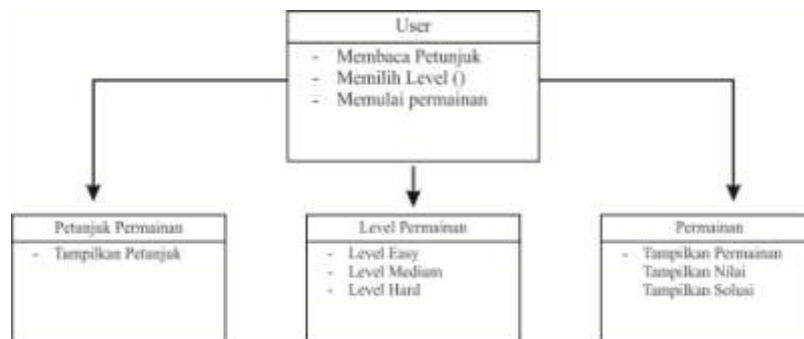 User
- Membaca Petunjuk
- Memilih Level ()
- Memulai permainan
Petunjuk Permainan
- Tampilkan Petunjuk
Level Permainan
- Level Easy
- Level Medium
- Level Hard
Permainan
- Tampilkan Permainan
Tampilkan Nilai
Tampilkan Solusi